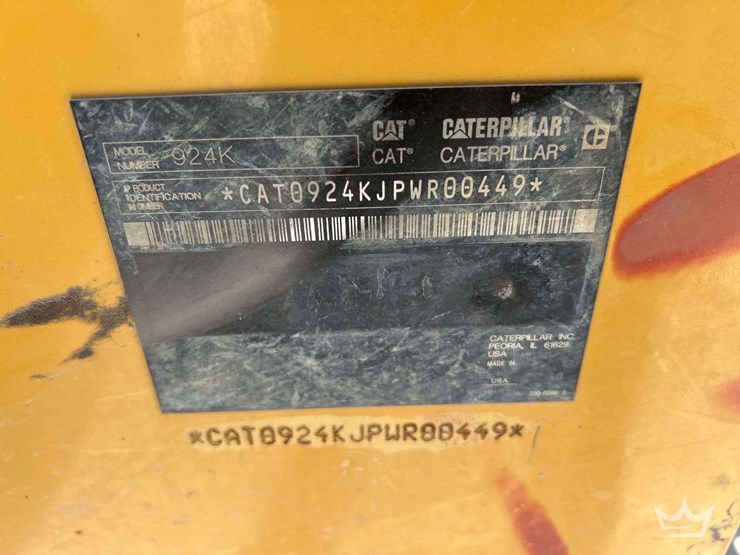 CAT CATERPILLAR
CAT® CATERPILLAR®
MODEL NUMBER 924K
PRODUCT IDENTIFICATION NUMBER *CAT0924KJPWR00449*
CATERPILLAR INC.
PEORIA, IL 61629
USA
MADE IN
USA
*CAT0924KJPWR00449*